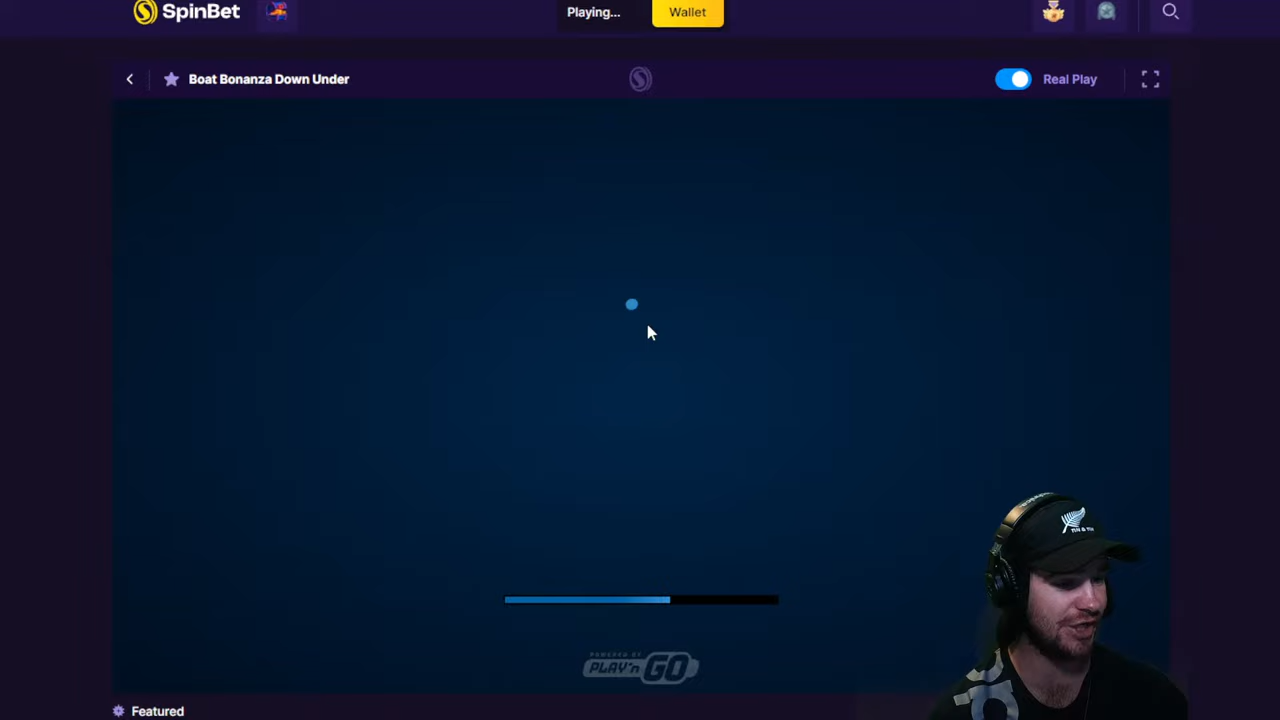 SpinBet
Playing...
Wallet
Boat Bonanza Down Under
Real Play
POWERED BY
PLAY'n GO
Featured